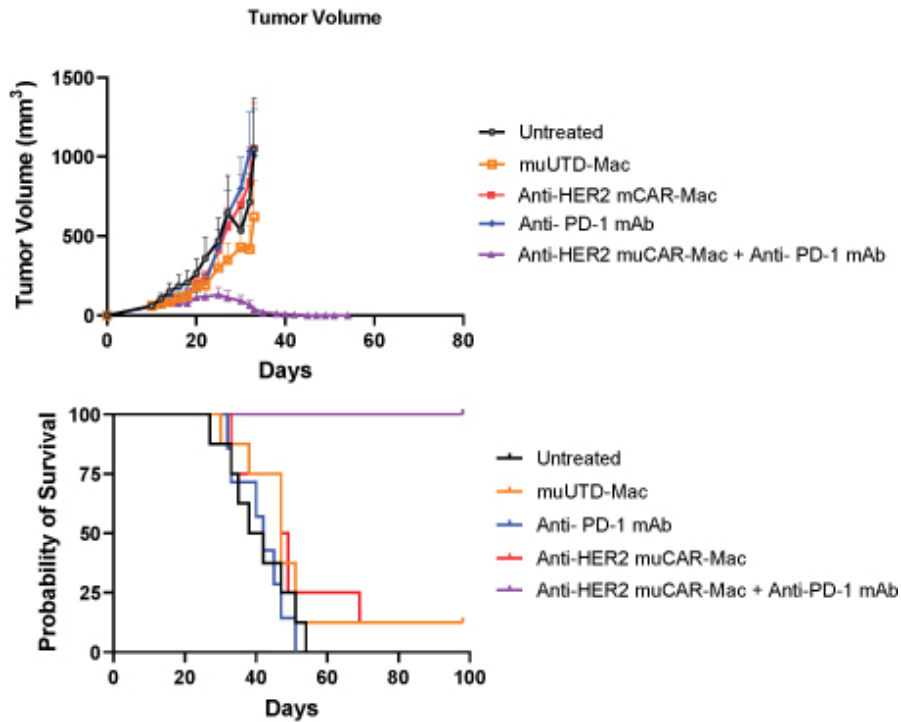 Tumor Volume
Tumor Volume (mm³)
1500
1000
500
0
0
20
40
60
80
Days
Untreated
muUTD-Mac
Anti-HER2 mCAR-Mac
Anti- PD-1 mAb
Anti-HER2 muCAR-Mac + Anti- PD-1 mAb
Probability of Survival
100
75
50
25
0
0
20
40
60
80
100
Days
Untreated
muUTD-Mac
Anti- PD-1 mAb
Anti-HER2 muCAR-Mac
Anti-HER2 muCAR-Mac + Anti-PD-1 mAb